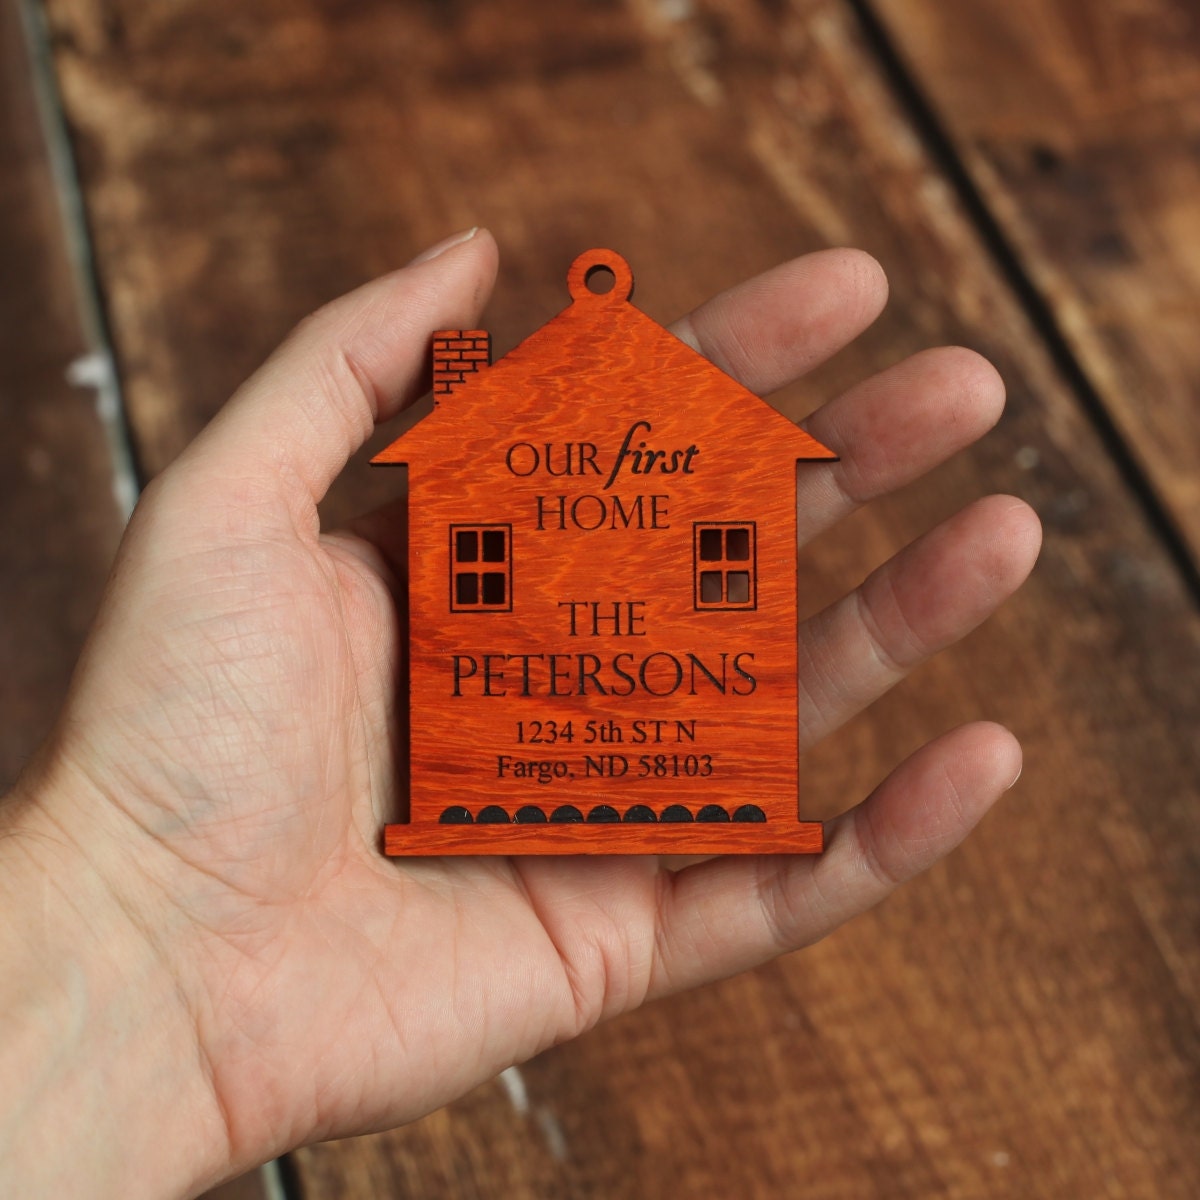 OUR first
HOME
THE
PETERSONS
1234 5th ST N
Fargo, ND 58103